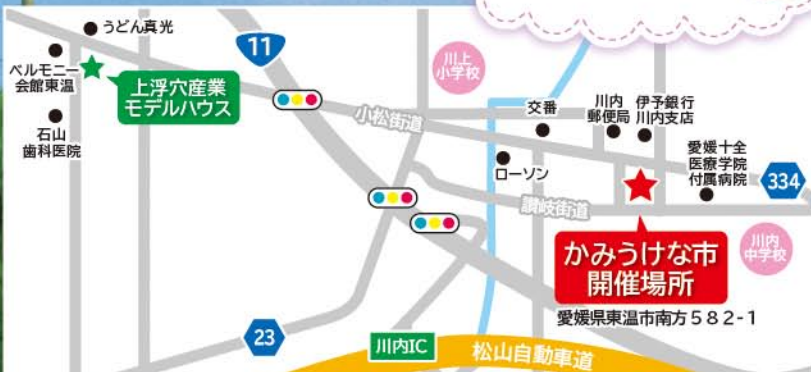 うどん真光
11
ベルモニー
会館東温
上浮穴産業
モデルハウス
石山
歯科医院
川上
小学校
小松街道
交番
川内
郵便局
伊予銀行
川内支店
愛媛十全
医療学院
付属病院
334
ローソン
讃岐街道
かみうけな市
開催場所
愛媛県東温市南方582-1
川内
中学校
23
川内IC
松山自動車道